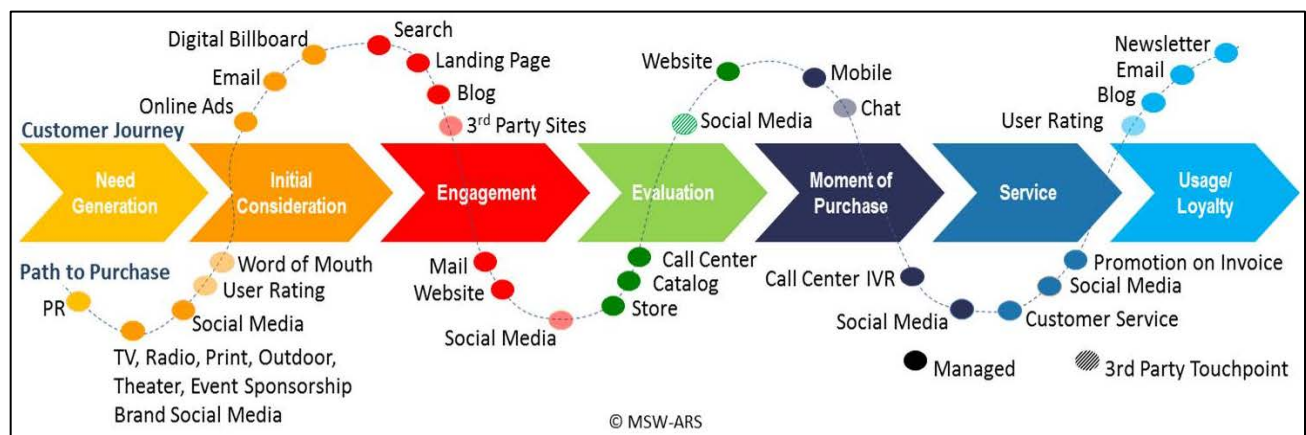 Digital Billboard
Search
Email
Landing Page
Online Ads
Blog
3rd Party Sites
Website
Mobile
Social Media
Chat
Newsletter
Email
Blog
User Rating
Customer Journey
Need
Generation
Initial
Consideration
Engagement
Evaluation
Moment of
Purchase
Service
Usage/
Loyalty
Path to Purchase
PR
Word of Mouth
User Rating
Social Media
TV, Radio, Print, Outdoor,
Theater, Event Sponsorship
Brand Social Media
Mail
Website
Social Media
Call Center
Catalog
Store
Call Center IVR
Social Media
Promotion on Invoice
Social Media
Customer Service
Managed
3rd Party Touchpoint
© MSW-ARS